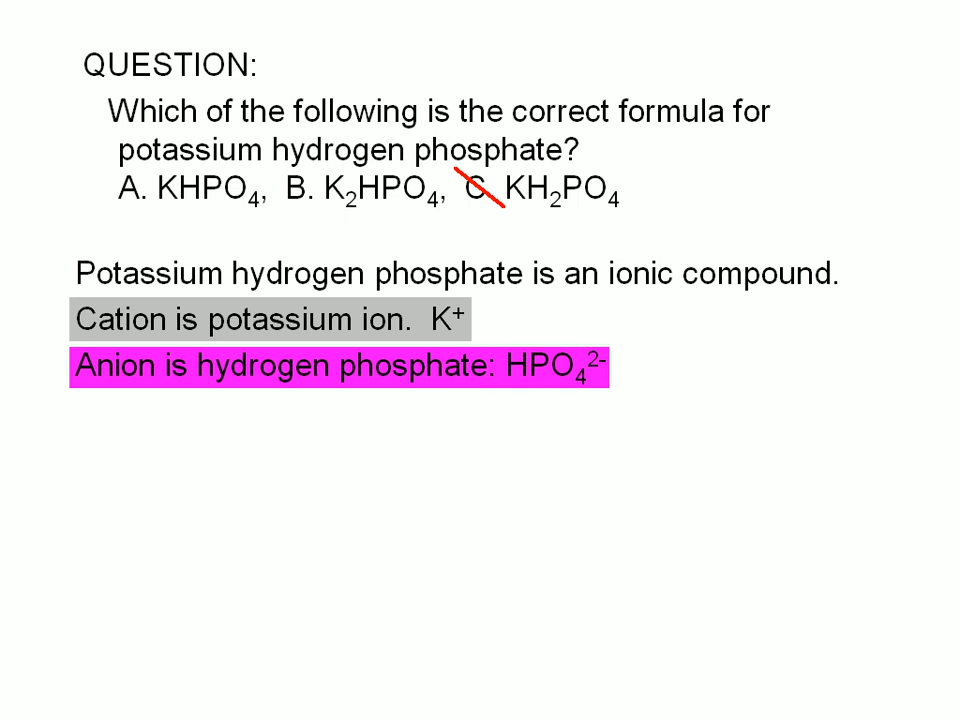 QUESTION:
Which of the following is the correct formula for
potassium hydrogen phosphate?
A. KHPO₄, B. K₂HPO₄, C. KH₂PO₄
Potassium hydrogen phosphate is an ionic compound.
Cation is potassium ion. K⁺
Anion is hydrogen phosphate: HPO₄²⁻